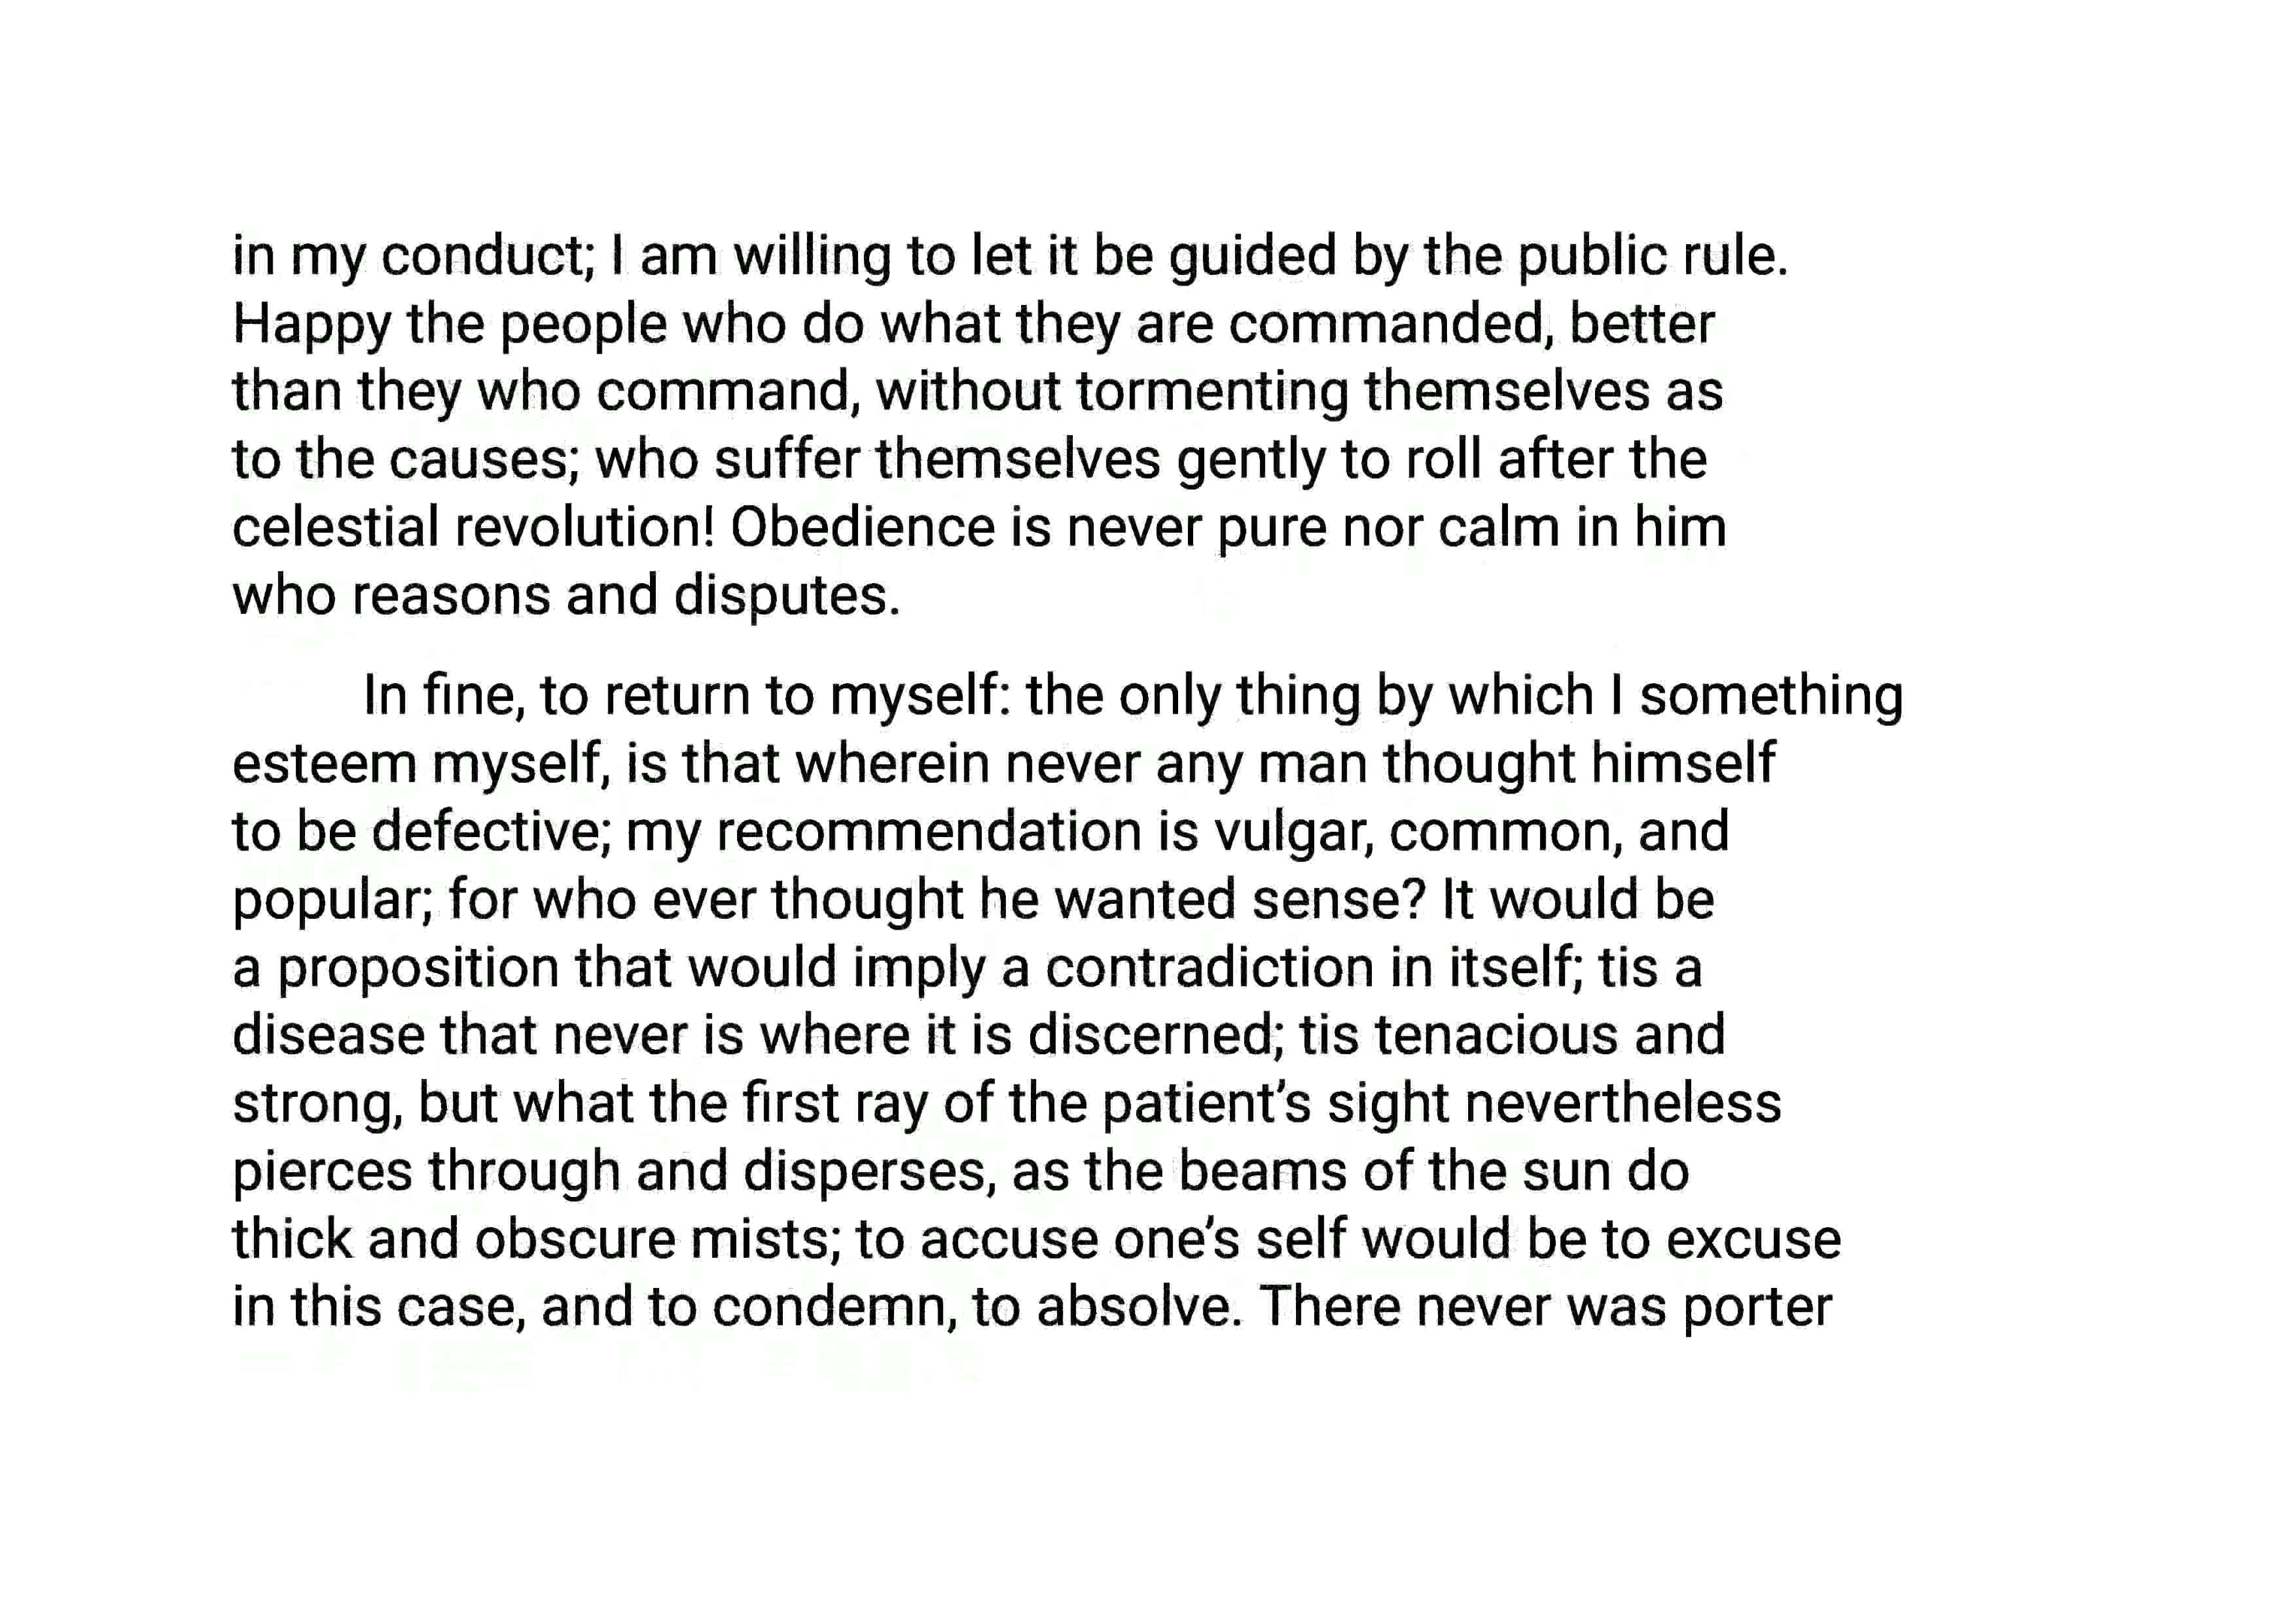 in my conduct; I am willing to let it be guided by the public rule.
Happy the people who do what they are commanded, better
than they who command, without tormenting themselves as
to the causes; who suffer themselves gently to roll after the
celestial revolution! Obedience is never pure nor calm in him
who reasons and disputes.
In fine, to return to myself: the only thing by which I something
esteem myself, is that wherein never any man thought himself
to be defective; my recommendation is vulgar, common, and
popular; for who ever thought he wanted sense? It would be
a proposition that would imply a contradiction in itself; tis a
disease that never is where it is discerned; tis tenacious and
strong, but what the first ray of the patient's sight nevertheless
pierces through and disperses, as the beams of the sun do
thick and obscure mists; to accuse one's self would be to excuse
in this case, and to condemn, to absolve. There never was porter